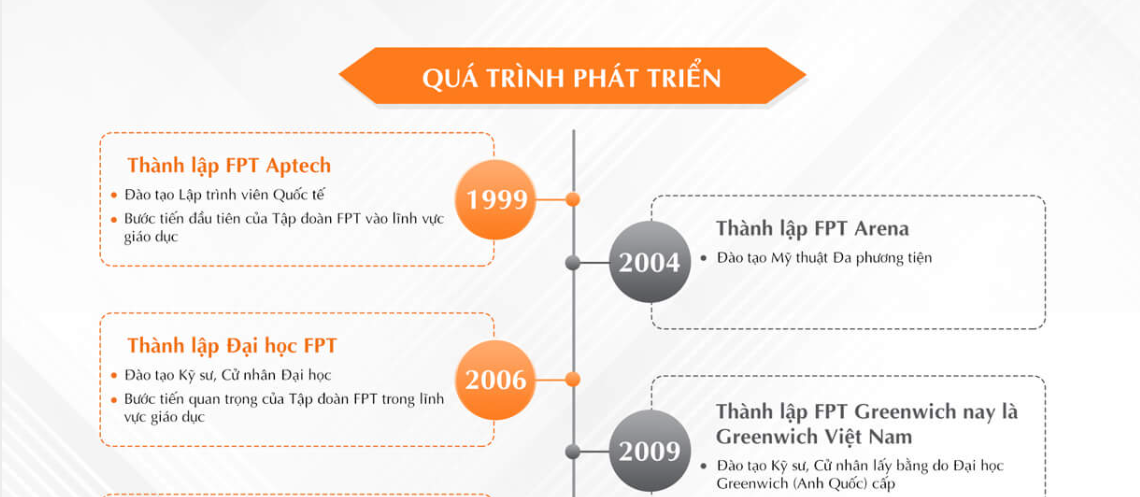 QUÁ TRÌNH PHÁT TRIỂN
Thành lập FPT Aptech
• Đào tạo Lập trình viên Quốc tế
• Bước tiến đầu tiên của Tập đoàn FPT vào lĩnh vực
giáo dục
1999
2004
Thành lập FPT Arena
• Đào tạo Mỹ thuật Đa phương tiện
Thành lập Đại học FPT
• Đào tạo Kỹ sư, Cử nhân Đại học
• Bước tiến quan trọng của Tập đoàn FPT trong lĩnh
vực giáo dục
2006
2009
Thành lập FPT Greenwich nay là
Greenwich Việt Nam
• Đào tạo Kỹ sư, Cử nhân lấy bằng do Đại học
Greenwich (Anh Quốc) cấp